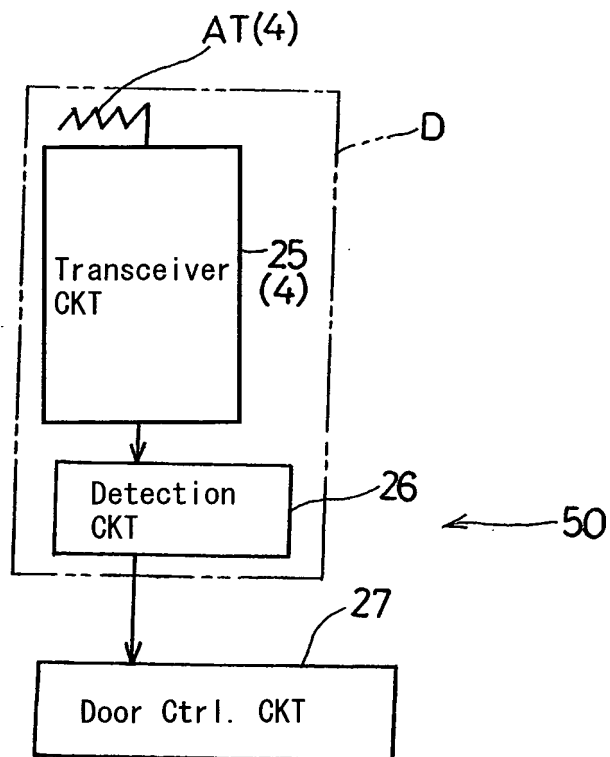 AT(4)
D
Transceiver
CKT
25
(4)
Detection
CKT
26
50
27
Door Ctrl. CKT